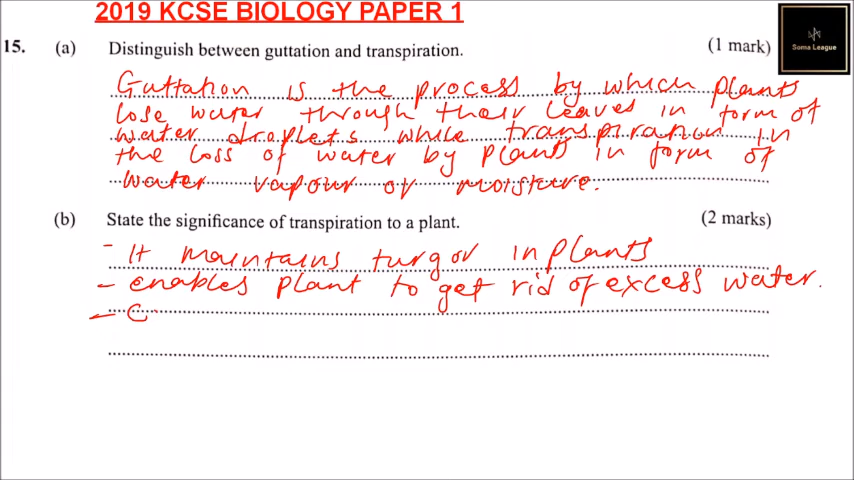 2019 KCSE BIOLOGY PAPER 1
15. (a) Distinguish between guttation and transpiration. (1 mark)
Soma League
Guttation is the process by which plants
lose water through their leaves in form of
water droplets while transpiration in
the loss of water by plants in form of
water vapour or moisture.
(b) State the significance of transpiration to a plant. (2 marks)
- It maintains turgor in plants
- enables plant to get rid of excess water.
- C